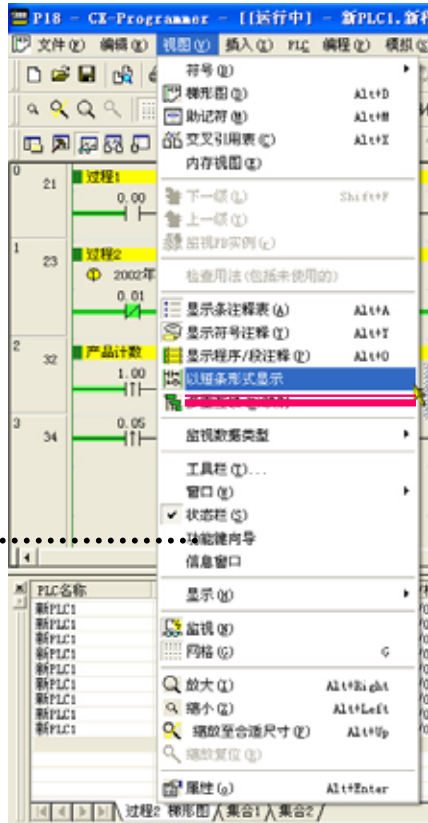 P18 - CX-Programmer - [[运行中] - 新PLC1.新
文件(F) 编辑(E) 视图(V) 插入(I) PLC 编程(P) 模拟
符号(B)
梯形图(D) Alt+D
助记符(M) Alt+M
交叉引用表(C) Alt+X
内存视图(E)
下一级(L) Shift+F
上一级(U)
监视FB实例(c)
检查用法(包括未使用的)
显示条注释表(A) Alt+A
显示符号注释(Y) Alt+Y
显示程序/段注释(P) Alt+O
以短条形式显示
监视数据类型
工具栏(T)...
窗口(W)
状态栏(S)
功能键向导
信息窗口
显示(H)
监视(N)
网格(G) G
放大(I) Alt+Right
缩小(O) Alt+Left
缩放至合适尺寸(F) Alt+Up
缩放复位(R)
属性(o) Alt+Enter
0 21 过程1
0.00
1 23 过程2
2002年
0.01
2 32 产品计数
1.00
3 34 0.05
PLC名称
新PLC1
新PLC1
新PLC1
新PLC1
新PLC1
新PLC1
新PLC1
新PLC1
过程2 梯形图 集合1 集合2